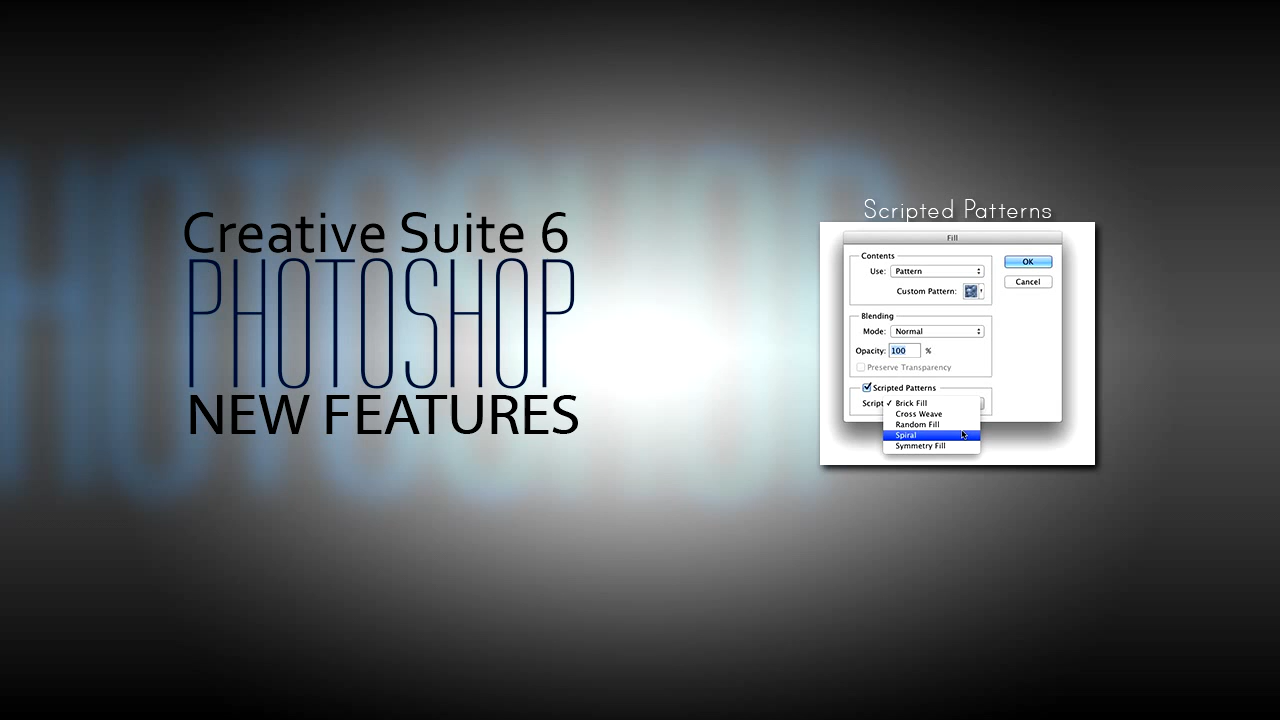 Creative Suite 6
PHOTOSHOP
NEW FEATURES
Scripted Patterns
Fill
Contents
Use: Pattern
Custom Pattern:
OK
Cancel
Blending
Mode: Normal
Opacity: 100 %
Preserve Transparency
Scripted Patterns
Script ✓ Brick Fill
Cross Weave
Random Fill
Spiral
Symmetry Fill